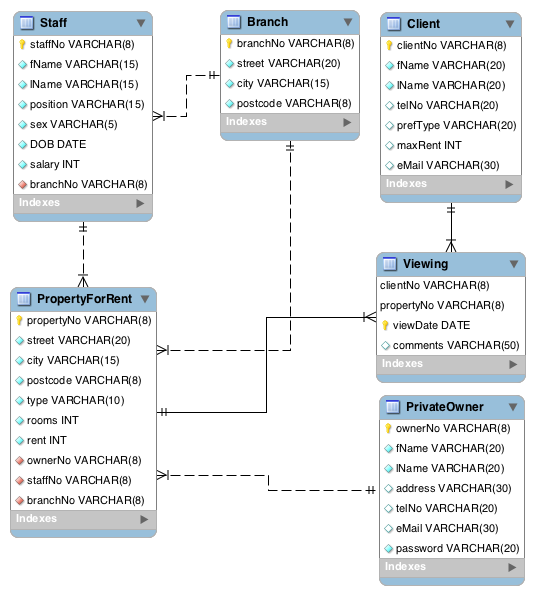 Staff
staffNo VARCHAR(8)
fName VARCHAR(15)
lName VARCHAR(15)
position VARCHAR(15)
sex VARCHAR(5)
DOB DATE
salary INT
branchNo VARCHAR(8)
Indexes
Branch
branchNo VARCHAR(8)
street VARCHAR(20)
city VARCHAR(15)
postcode VARCHAR(8)
Indexes
Client
clientNo VARCHAR(8)
fName VARCHAR(20)
lName VARCHAR(20)
telNo VARCHAR(20)
prefType VARCHAR(20)
maxRent INT
eMail VARCHAR(30)
Indexes
PropertyForRent
propertyNo VARCHAR(8)
street VARCHAR(20)
city VARCHAR(15)
postcode VARCHAR(8)
type VARCHAR(10)
rooms INT
rent INT
ownerNo VARCHAR(8)
staffNo VARCHAR(8)
branchNo VARCHAR(8)
Indexes
Viewing
clientNo VARCHAR(8)
propertyNo VARCHAR(8)
viewDate DATE
comments VARCHAR(50)
Indexes
PrivateOwner
ownerNo VARCHAR(8)
fName VARCHAR(20)
lName VARCHAR(20)
address VARCHAR(30)
telNo VARCHAR(20)
eMail VARCHAR(30)
password VARCHAR(20)
Indexes